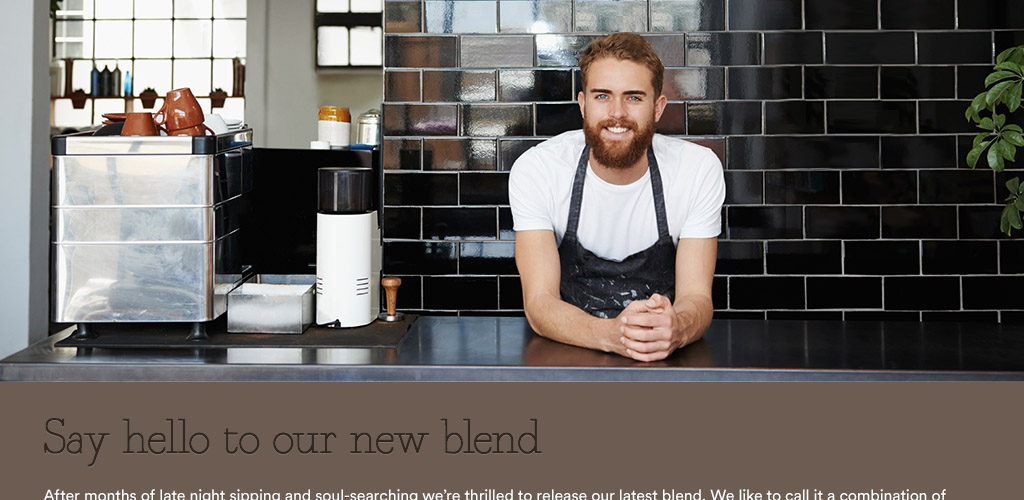 Say hello to our new blend
After months of late night sipping and soul-searching we're thrilled to release our latest blend. We like to call it a combination of